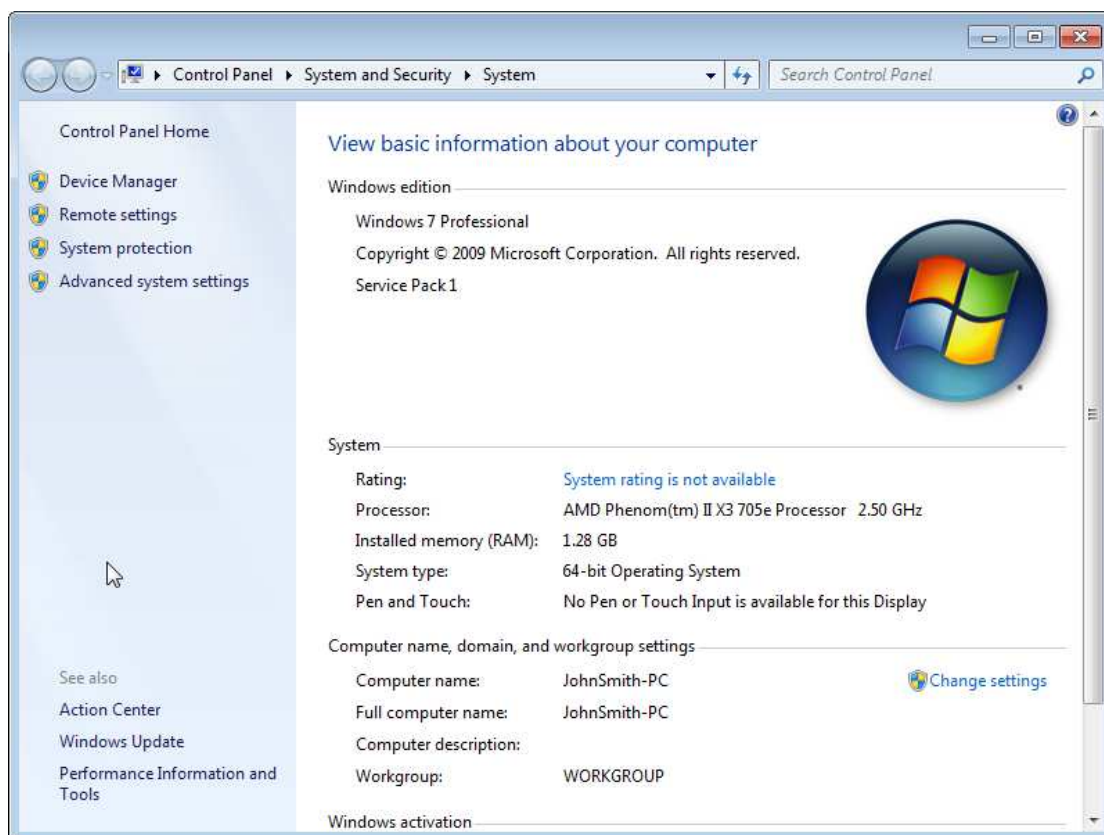 Control Panel ▸ System and Security ▸ System
Search Control Panel
Control Panel Home
Device Manager
Remote settings
System protection
Advanced system settings
See also
Action Center
Windows Update
Performance Information and
Tools
View basic information about your computer
Windows edition
Windows 7 Professional
Copyright © 2009 Microsoft Corporation. All rights reserved.
Service Pack 1
System
Rating: System rating is not available
Processor: AMD Phenom(tm) II X3 705e Processor 2.50 GHz
Installed memory (RAM): 1.28 GB
System type: 64-bit Operating System
Pen and Touch: No Pen or Touch Input is available for this Display
Computer name, domain, and workgroup settings
Computer name: JohnSmith-PC Change settings
Full computer name: JohnSmith-PC
Computer description:
Workgroup: WORKGROUP
Windows activation